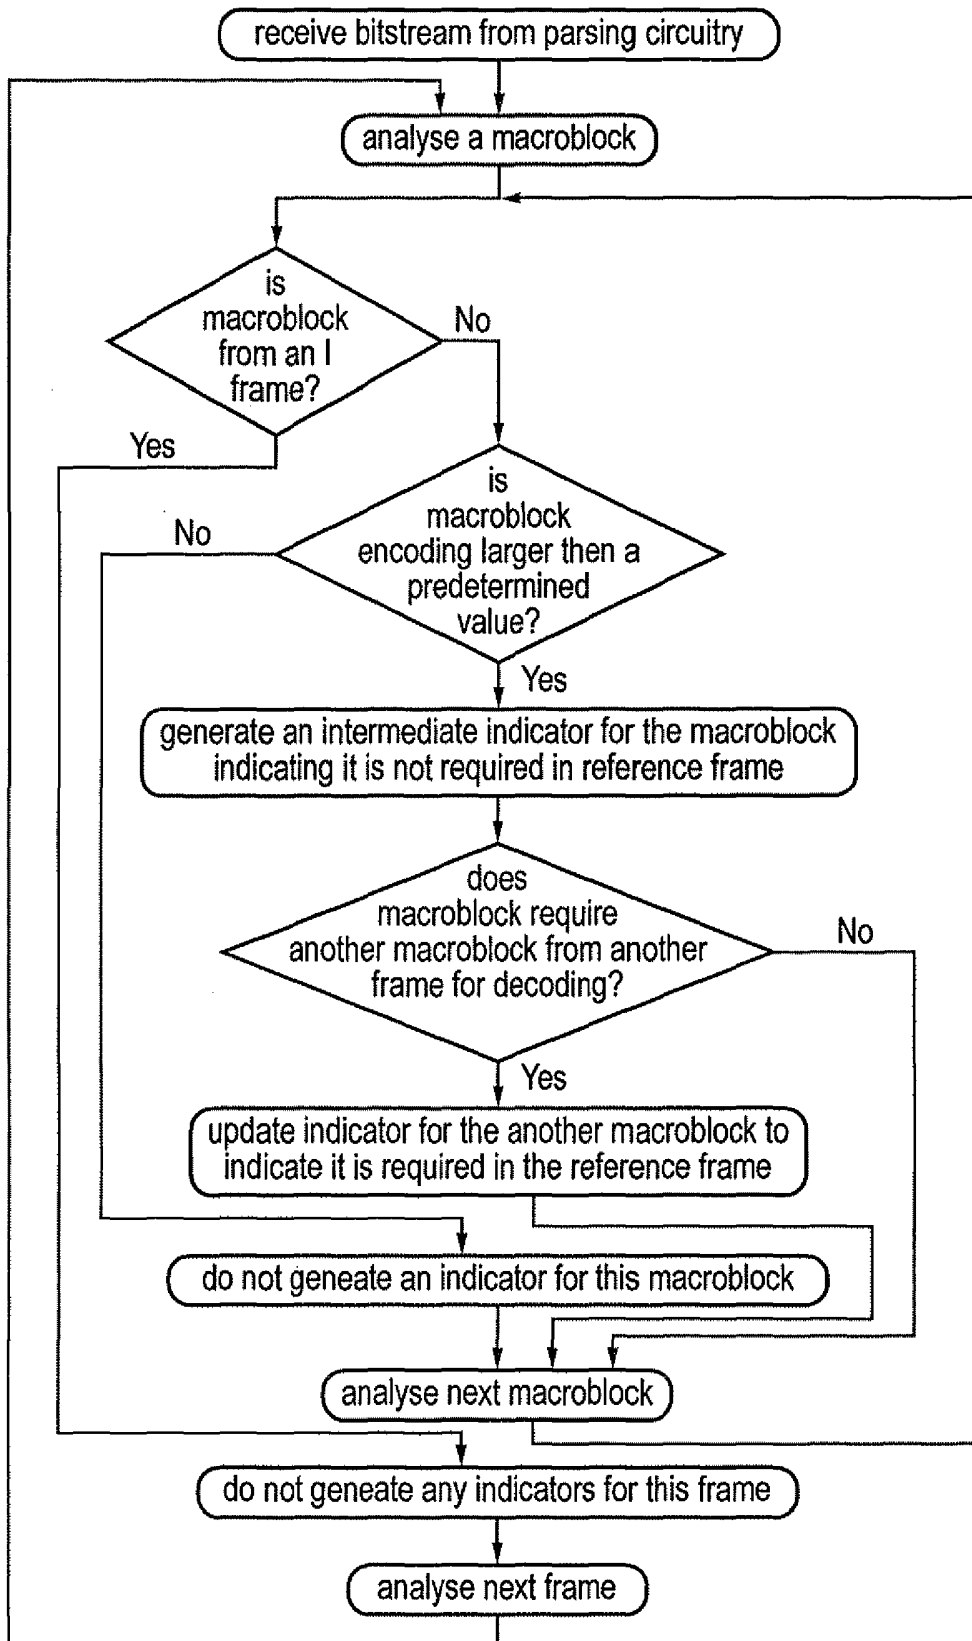 receive bitstream from parsing circuitry
analyse a macroblock
is
macroblock
from an I
frame?
No
Yes
is
macroblock
encoding larger then a
predetermined
value?
No
Yes
generate an intermediate indicator for the macroblock
indicating it is not required in reference frame
does
macroblock require
another macroblock from another
frame for decoding?
No
Yes
update indicator for the another macroblock to
indicate it is required in the reference frame
do not geneate an indicator for this macroblock
analyse next macroblock
do not geneate any indicators for this frame
analyse next frame